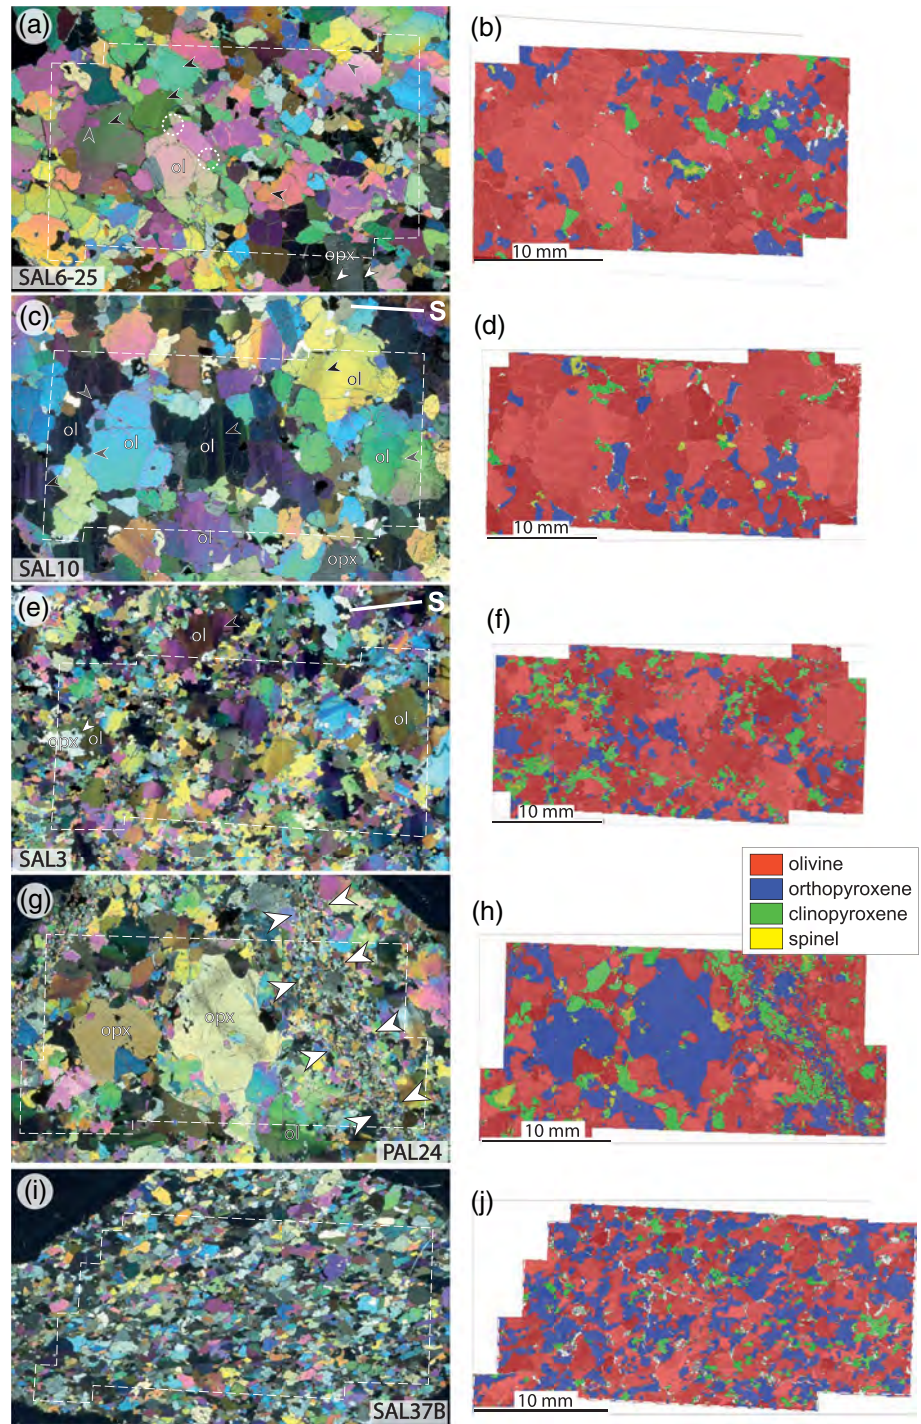 (a)
(b)
ol
opx
SAL6-25
10 mm
(c)
S
(d)
ol
ol
ol
ol
ol
ol
opx
SAL10
10 mm
(e)
S
(f)
ol
ol
opx
ol
SAL3
10 mm
olivine
orthopyroxene
clinopyroxene
spinel
(g)
(h)
opx
opx
ol
PAL24
10 mm
(i)
(j)
SAL37B
10 mm